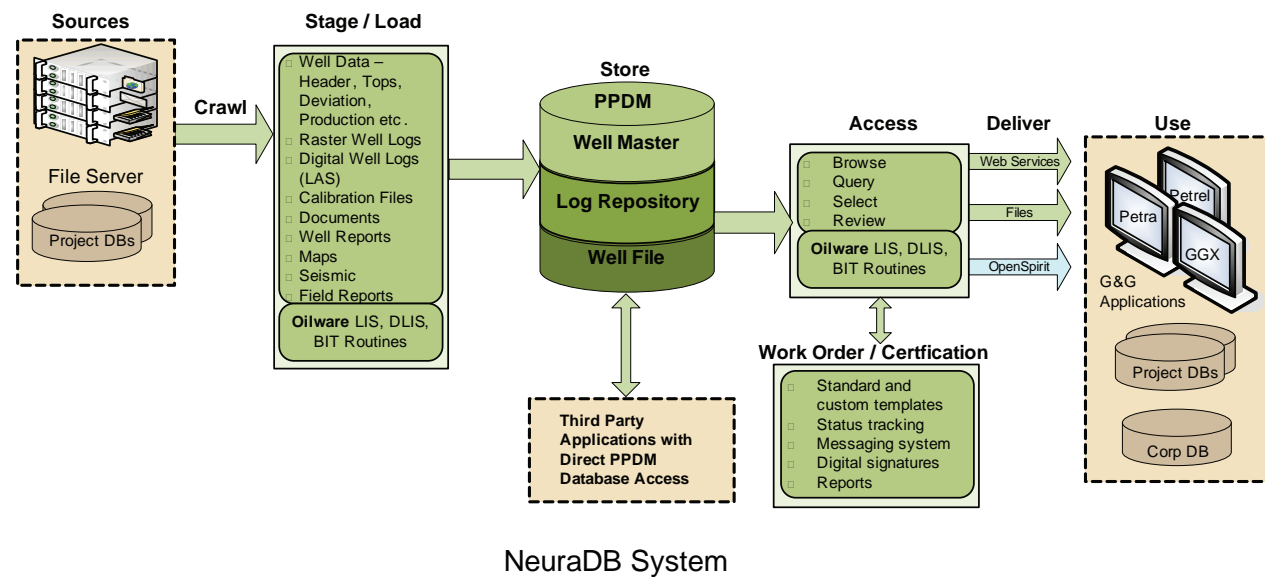 Sources
File Server
Project DBs
Crawl
Stage / Load
Well Data –
Header, Tops,
Deviation,
Production etc .
Raster Well Logs
Digital Well Logs
(LAS)
Calibration Files
Documents
Well Reports
Maps
Seismic
Field Reports
Oilware LIS, DLIS,
BIT Routines
Store
PPDM
Well Master
Log Repository
Well File
Third Party
Applications with
Direct PPDM
Database Access
Access
Browse
Query
Select
Review
Oilware LIS, DLIS,
BIT Routines
Work Order / Certfication
Standard and
custom templates
Status tracking
Messaging system
Digital signatures
Reports
Deliver
Web Services
Files
OpenSpirit
Use
Petrel
Petra
GGX
G&G
Applications
Project DBs
Corp DB
NeuraDB System